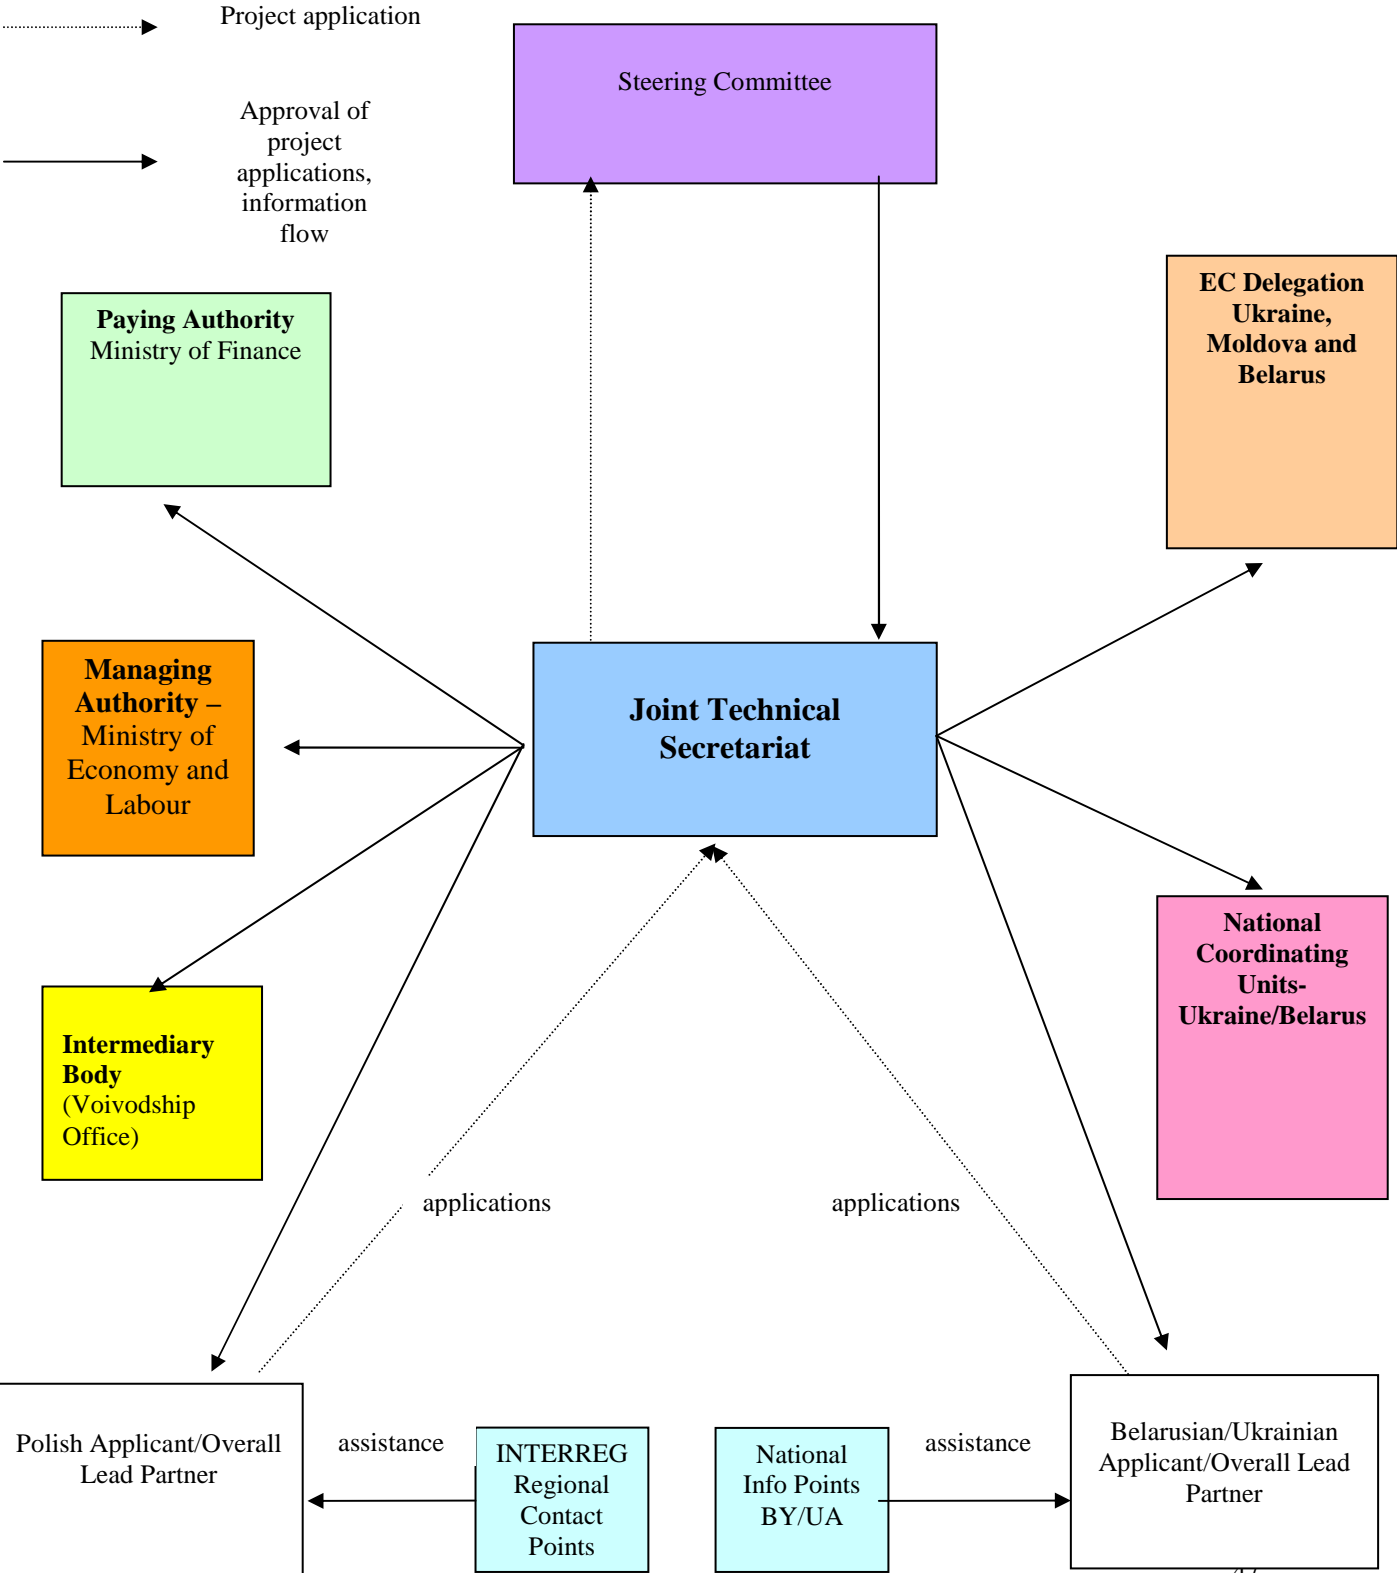 Project application
Steering Committee
Approval of
project
applications,
information
flow
EC Delegation
Ukraine,
Moldova and
Belarus
Paying Authority
Ministry of Finance
Managing
Authority –
Ministry of
Economy and
Labour
Joint Technical
Secretariat
National
Coordinating
Units-
Ukraine/Belarus
Intermediary
Body
(Voivodship
Office)
applications
applications
Polish Applicant/Overall
Lead Partner
assistance
INTERREG
Regional
Contact
Points
National
Info Points
BY/UA
assistance
Belarusian/Ukrainian
Applicant/Overall Lead
Partner